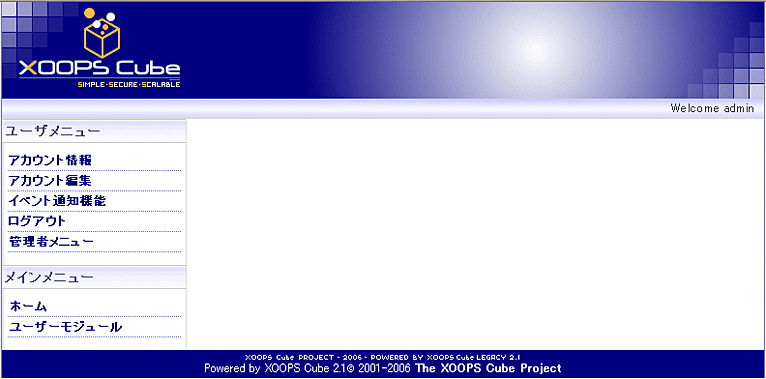 XOOPS Cube
SIMPLE·SECURE·SCALABLE
Welcome admin
ユーザメニュー
アカウント情報
アカウント編集
イベント通知機能
ログアウト
管理者メニュー
メインメニュー
ホーム
ユーザーモジュール
XOOPS Cube PROJECT - 2006 - POWERED BY XOOPS Cube LEGACY 2.1
Powered by XOOPS Cube 2.1© 2001-2006 The XOOPS Cube Project